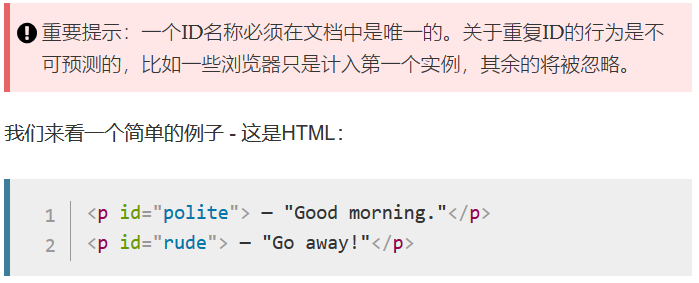 重要提示：一个ID名称必须在文档中是唯一的。关于重复ID的行为是不
可预测的，比如一些浏览器只是计入第一个实例，其余的将被忽略。
我们来看一个简单的例子 - 这是HTML：
1 <p id="polite"> — "Good morning."</p>
2 <p id="rude"> — "Go away!"</p>